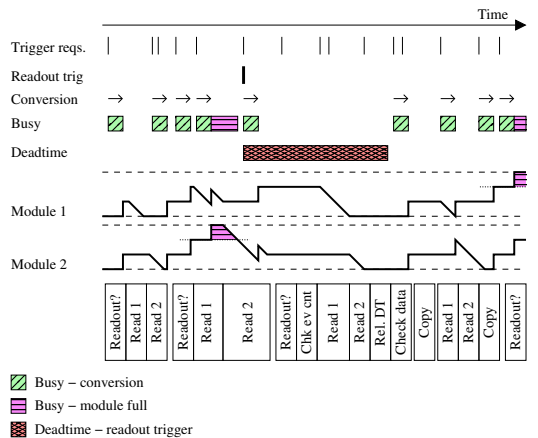 Time
Trigger reqs.
Readout trig
Conversion
Busy
Deadtime
Module 1
Module 2
Readout?
Read 1
Read 2
Readout?
Read 1
Read 2
Readout?
Chk ev cnt
Read 1
Read 2
Rel. DT
Check data
Copy
Read 1
Read 2
Copy
Readout?
Busy − conversion
Busy − module full
Deadtime − readout trigger